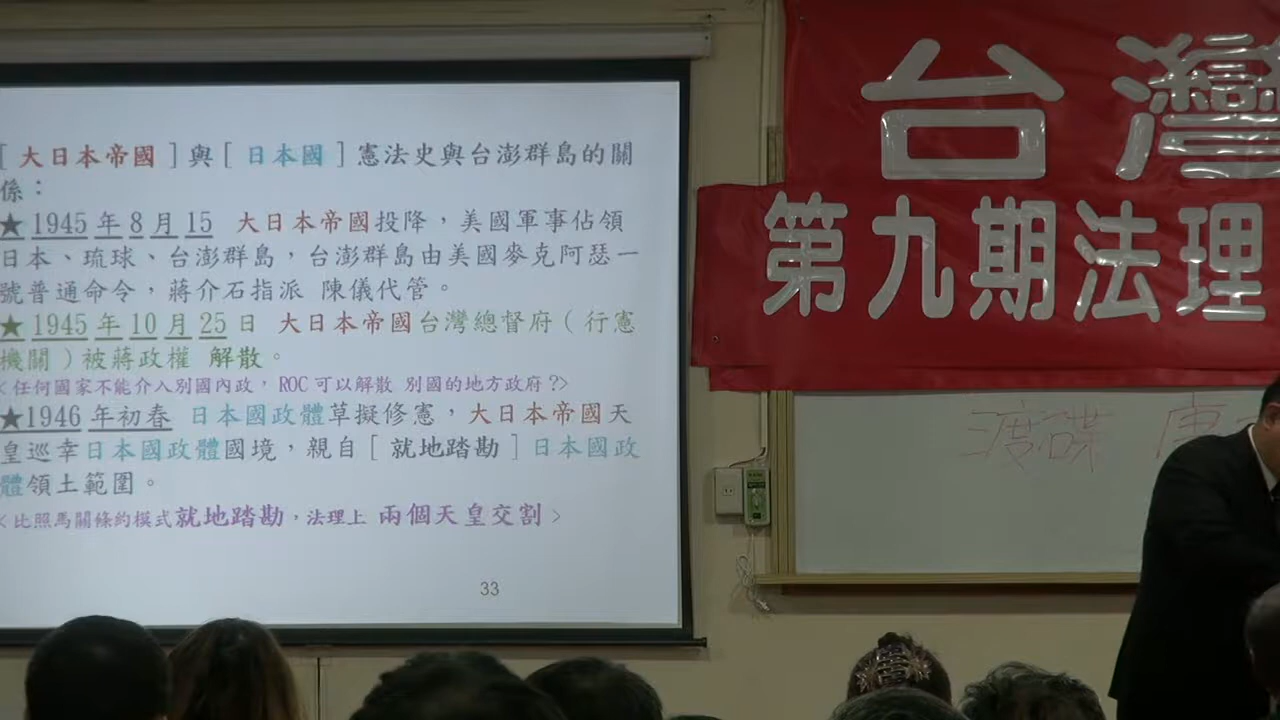 [ 大日本帝國 ] 與 [ 日本國 ] 憲法史與台澎群島的關
係：
★ 1945 年 8 月 15 大日本帝國投降，美國軍事佔領
日本、琉球、台澎群島，台澎群島由美國麥克阿瑟一
號普通命令，蔣介石指派 陳儀代管。
★ 1945 年 10 月 25 日 大日本帝國台灣總督府（行憲
機關）被蔣政權 解散。
<任何國家不能介入別國內政，ROC 可以解散 別國的地方政府？>
★1946 年初春 日本國政體草擬修憲，大日本帝國天
皇巡幸日本國政體國境，親自 [ 就地踏勘 ] 日本國政
體領土範圍。
<比照馬關條約模式就地踏勘，法理上 兩個天皇交割 >
33
台灣
第九期法理
渡碟